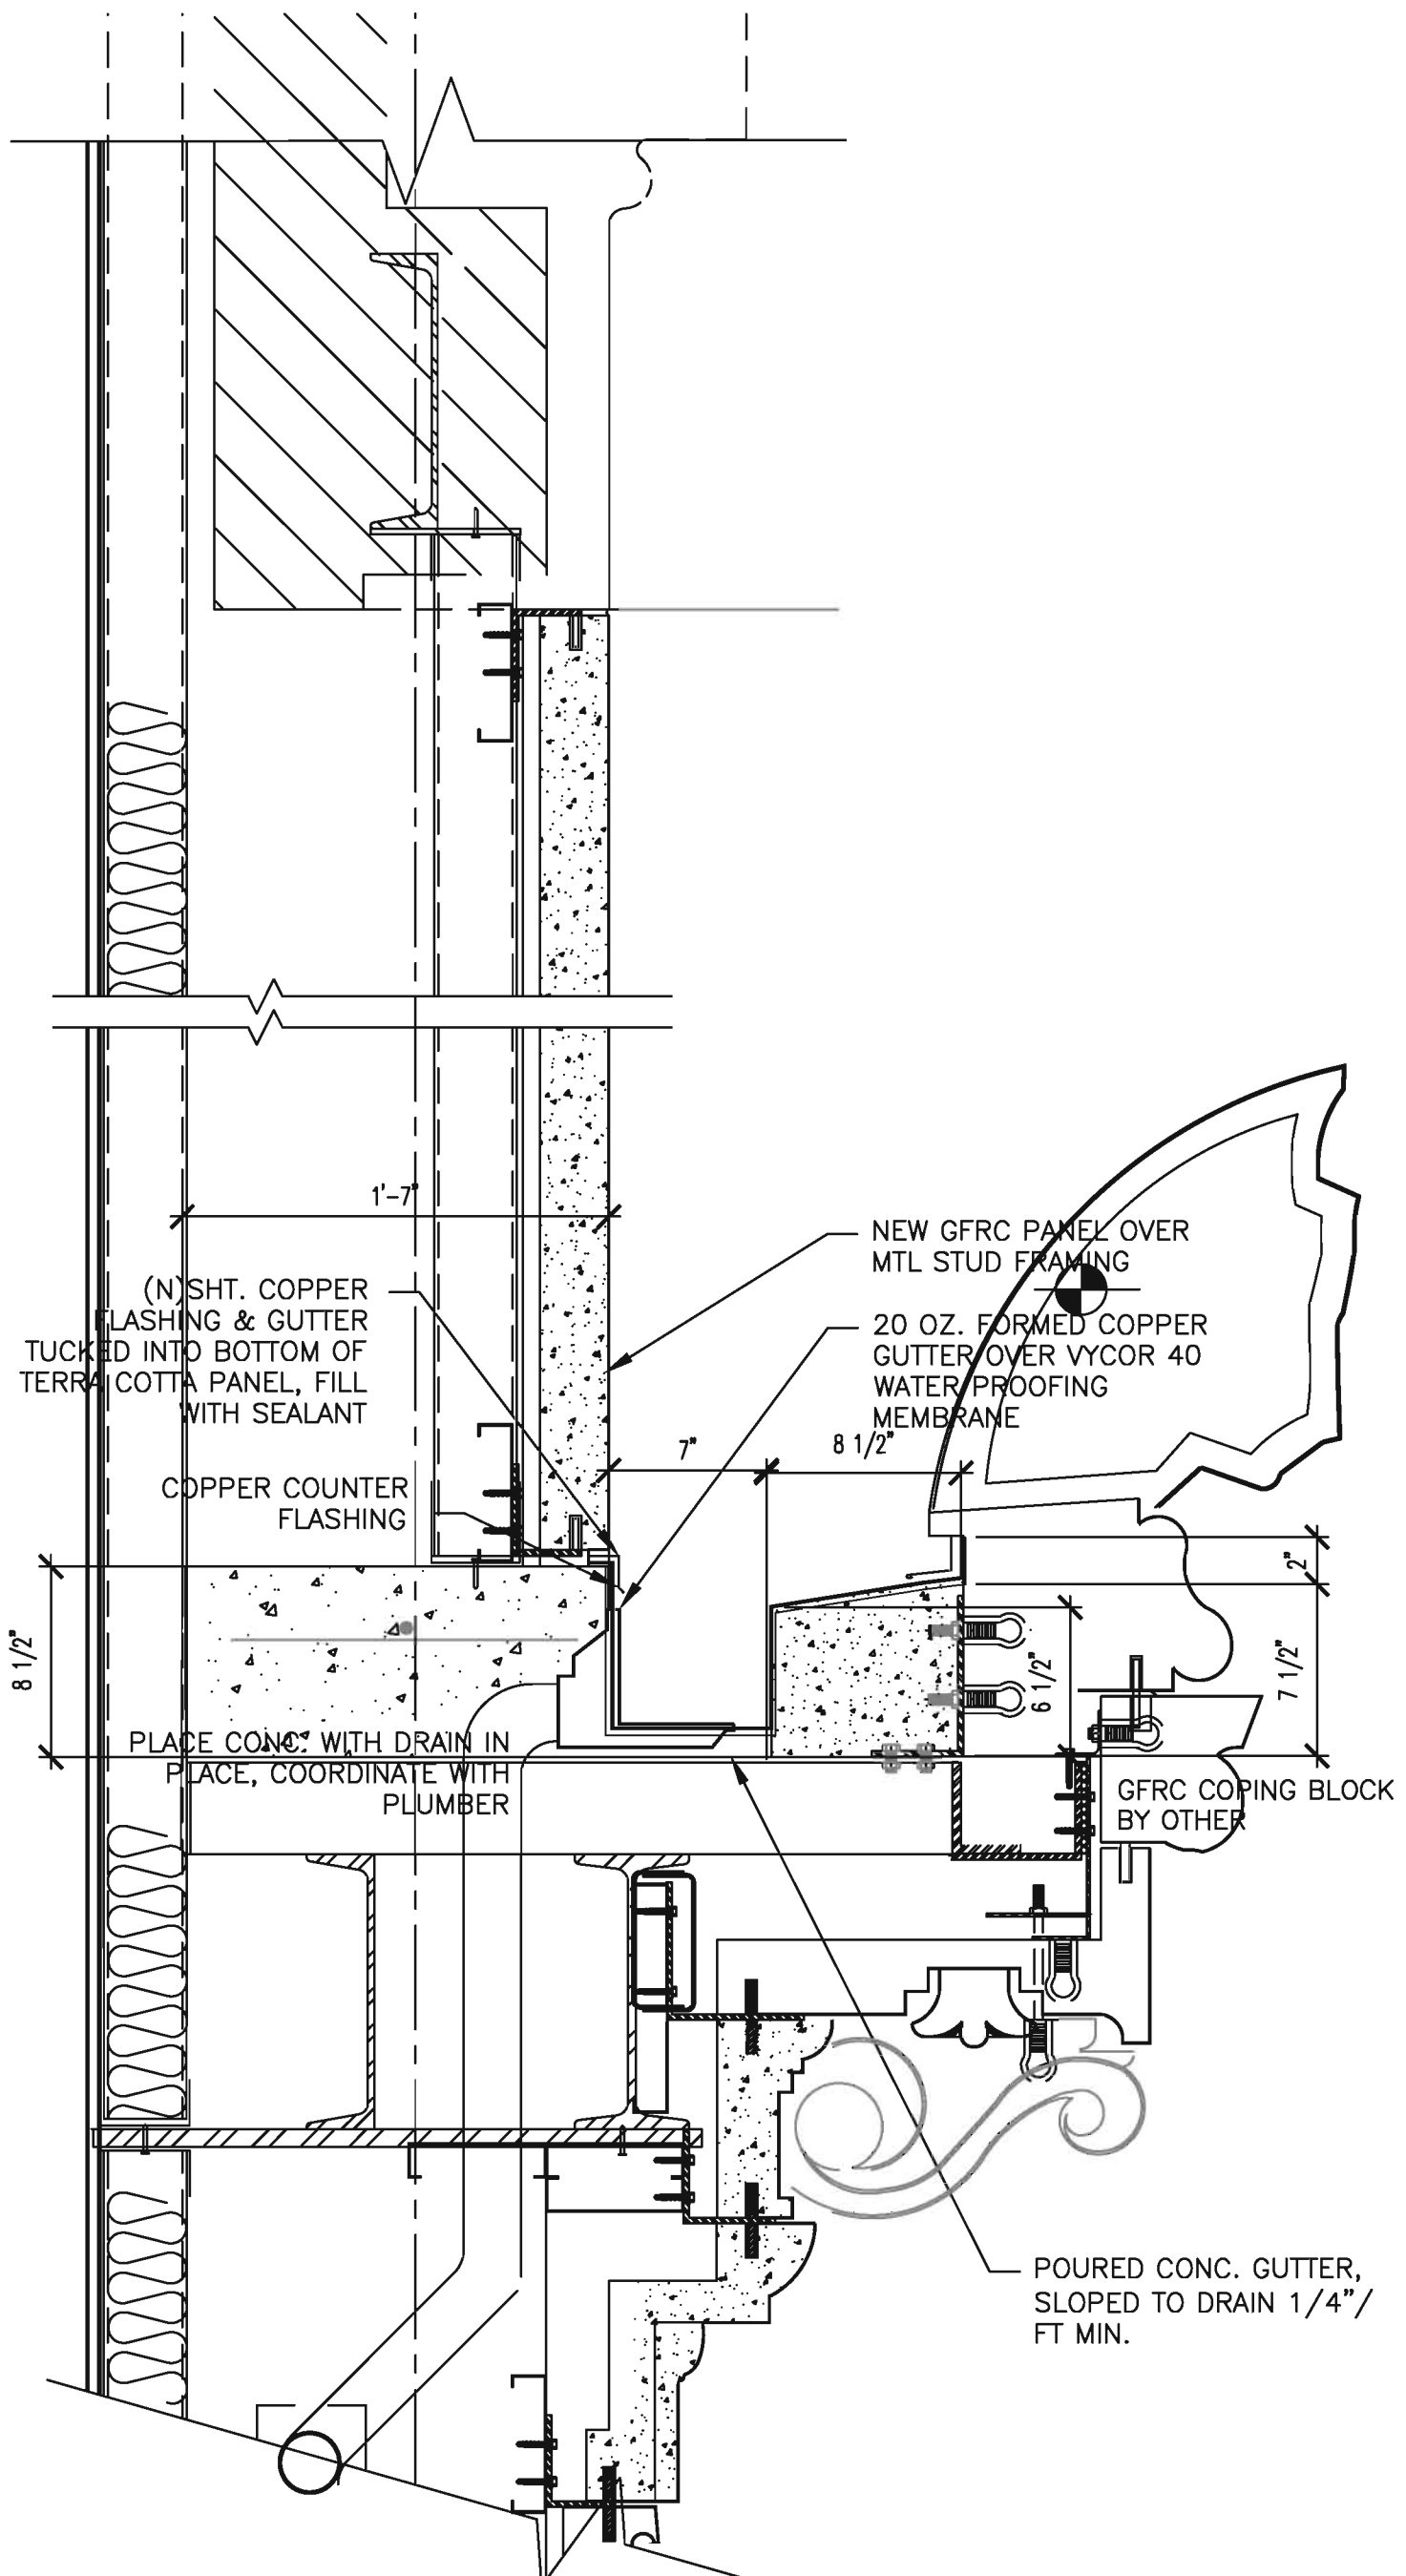 1'-7"
NEW GFRC PANEL OVER
MTL STUD FRAMING
(N)SHT. COPPER
FLASHING & GUTTER
TUCKED INTO BOTTOM OF
TERRA COTTA PANEL, FILL
WITH SEALANT
20 OZ. FORMED COPPER
GUTTER OVER VYCOR 40
WATER PROOFING
MEMBRANE
7"
8 1/2"
COPPER COUNTER
FLASHING
2"
8 1/2"
6 1/2"
7 1/2"
PLACE CONC. WITH DRAIN IN
PLACE, COORDINATE WITH
PLUMBER
GFRC COPING BLOCK
BY OTHER
POURED CONC. GUTTER,
SLOPED TO DRAIN 1/4"/
FT MIN.